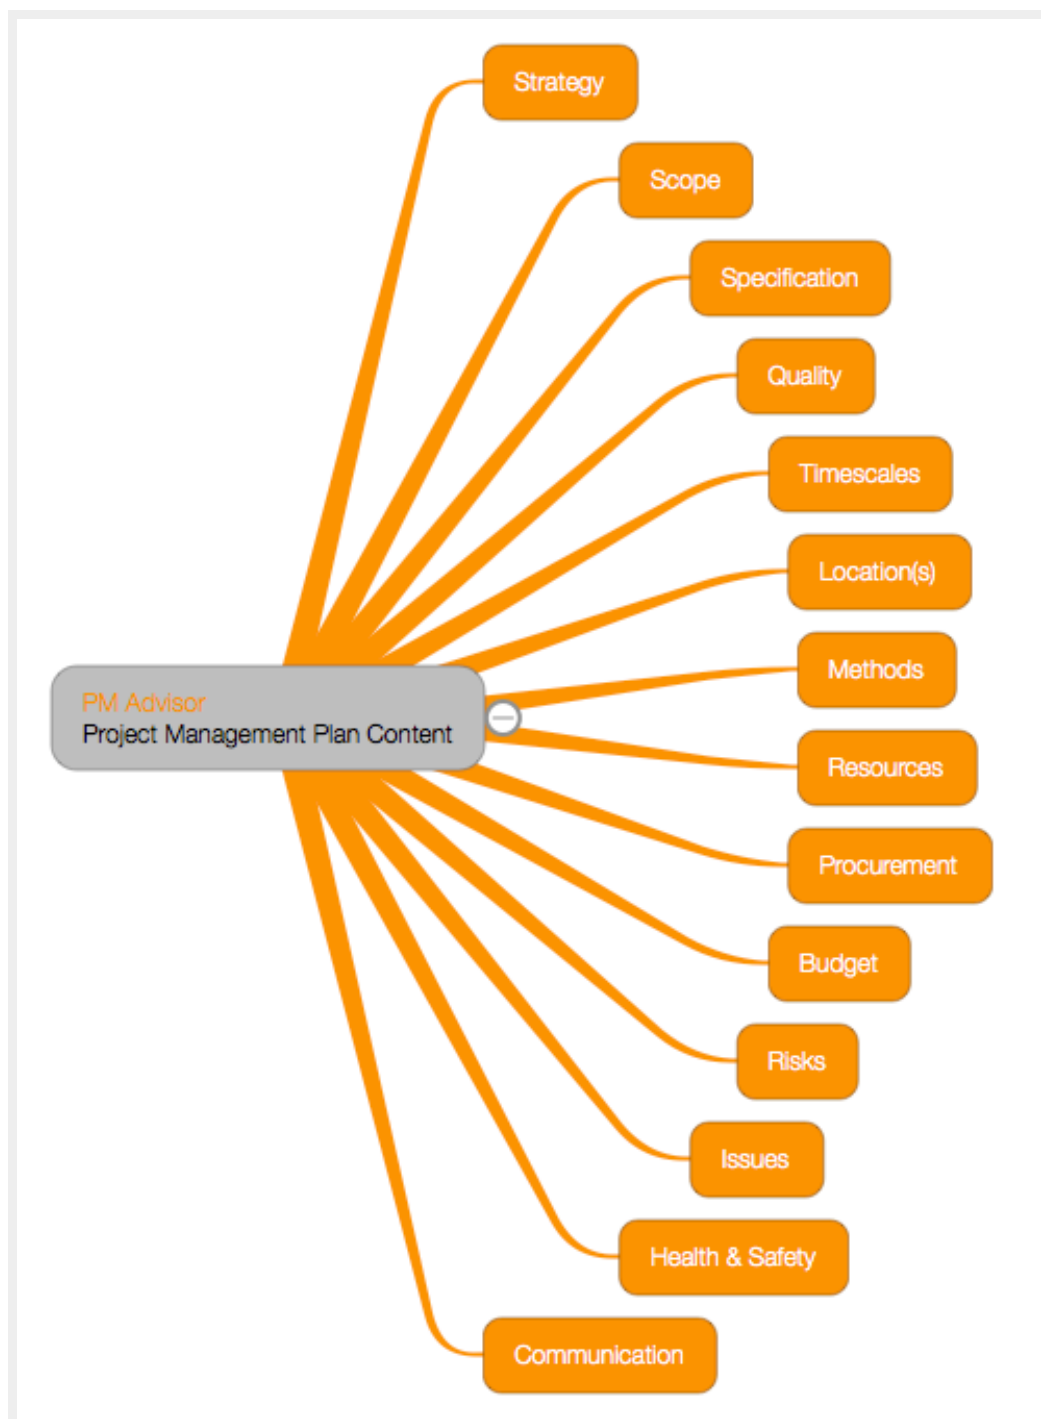 Strategy
Scope
Specification
Quality
Timescales
Location(s)
Methods
PM Advisor
Project Management Plan Content
Resources
Procurement
Budget
Risks
Issues
Health & Safety
Communication